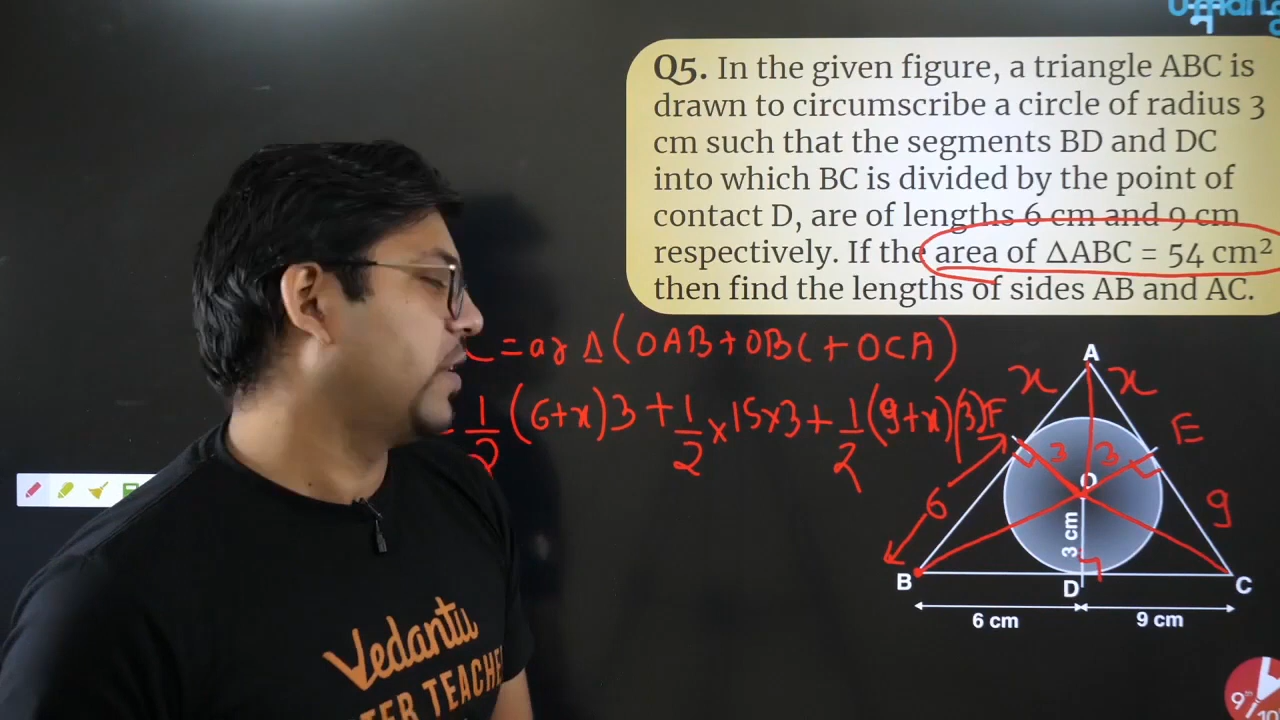 Q5. In the given figure, a triangle ABC is
drawn to circumscribe a circle of radius 3
cm such that the segments BD and DC
into which BC is divided by the point of
contact D, are of lengths 6 cm and 9 cm
respectively. If the area of ΔABC = 54 cm²
then find the lengths of sides AB and AC.
= ar Δ (OAB + OBC + OCA)
1/2 (6+x)3 + 1/2 × 15×3 + 1/2 (9+x)(3)
A
x x
F
E
3 3
O
6
9
3 cm
B
D
C
6 cm 9 cm
Vedantu
TER TEACHE